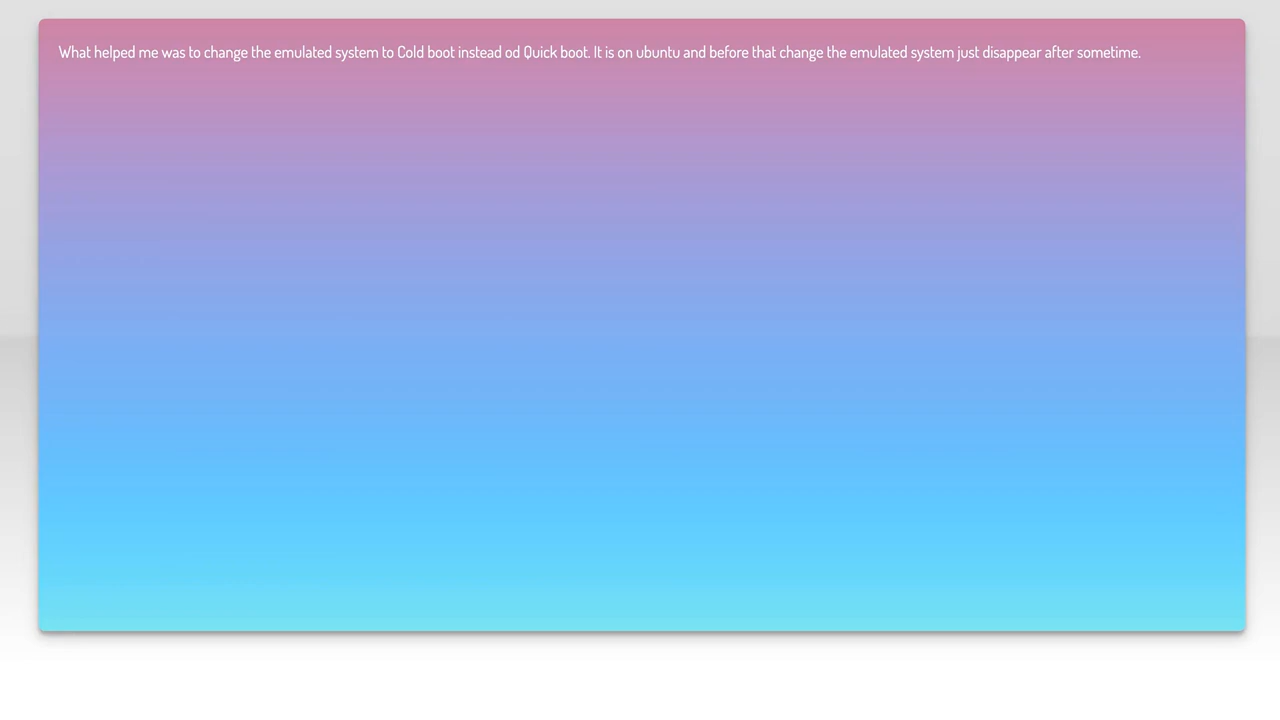 What helped me was to change the emulated system to Cold boot instead od Quick boot. It is on ubuntu and before that change the emulated system just disappear after sometime.